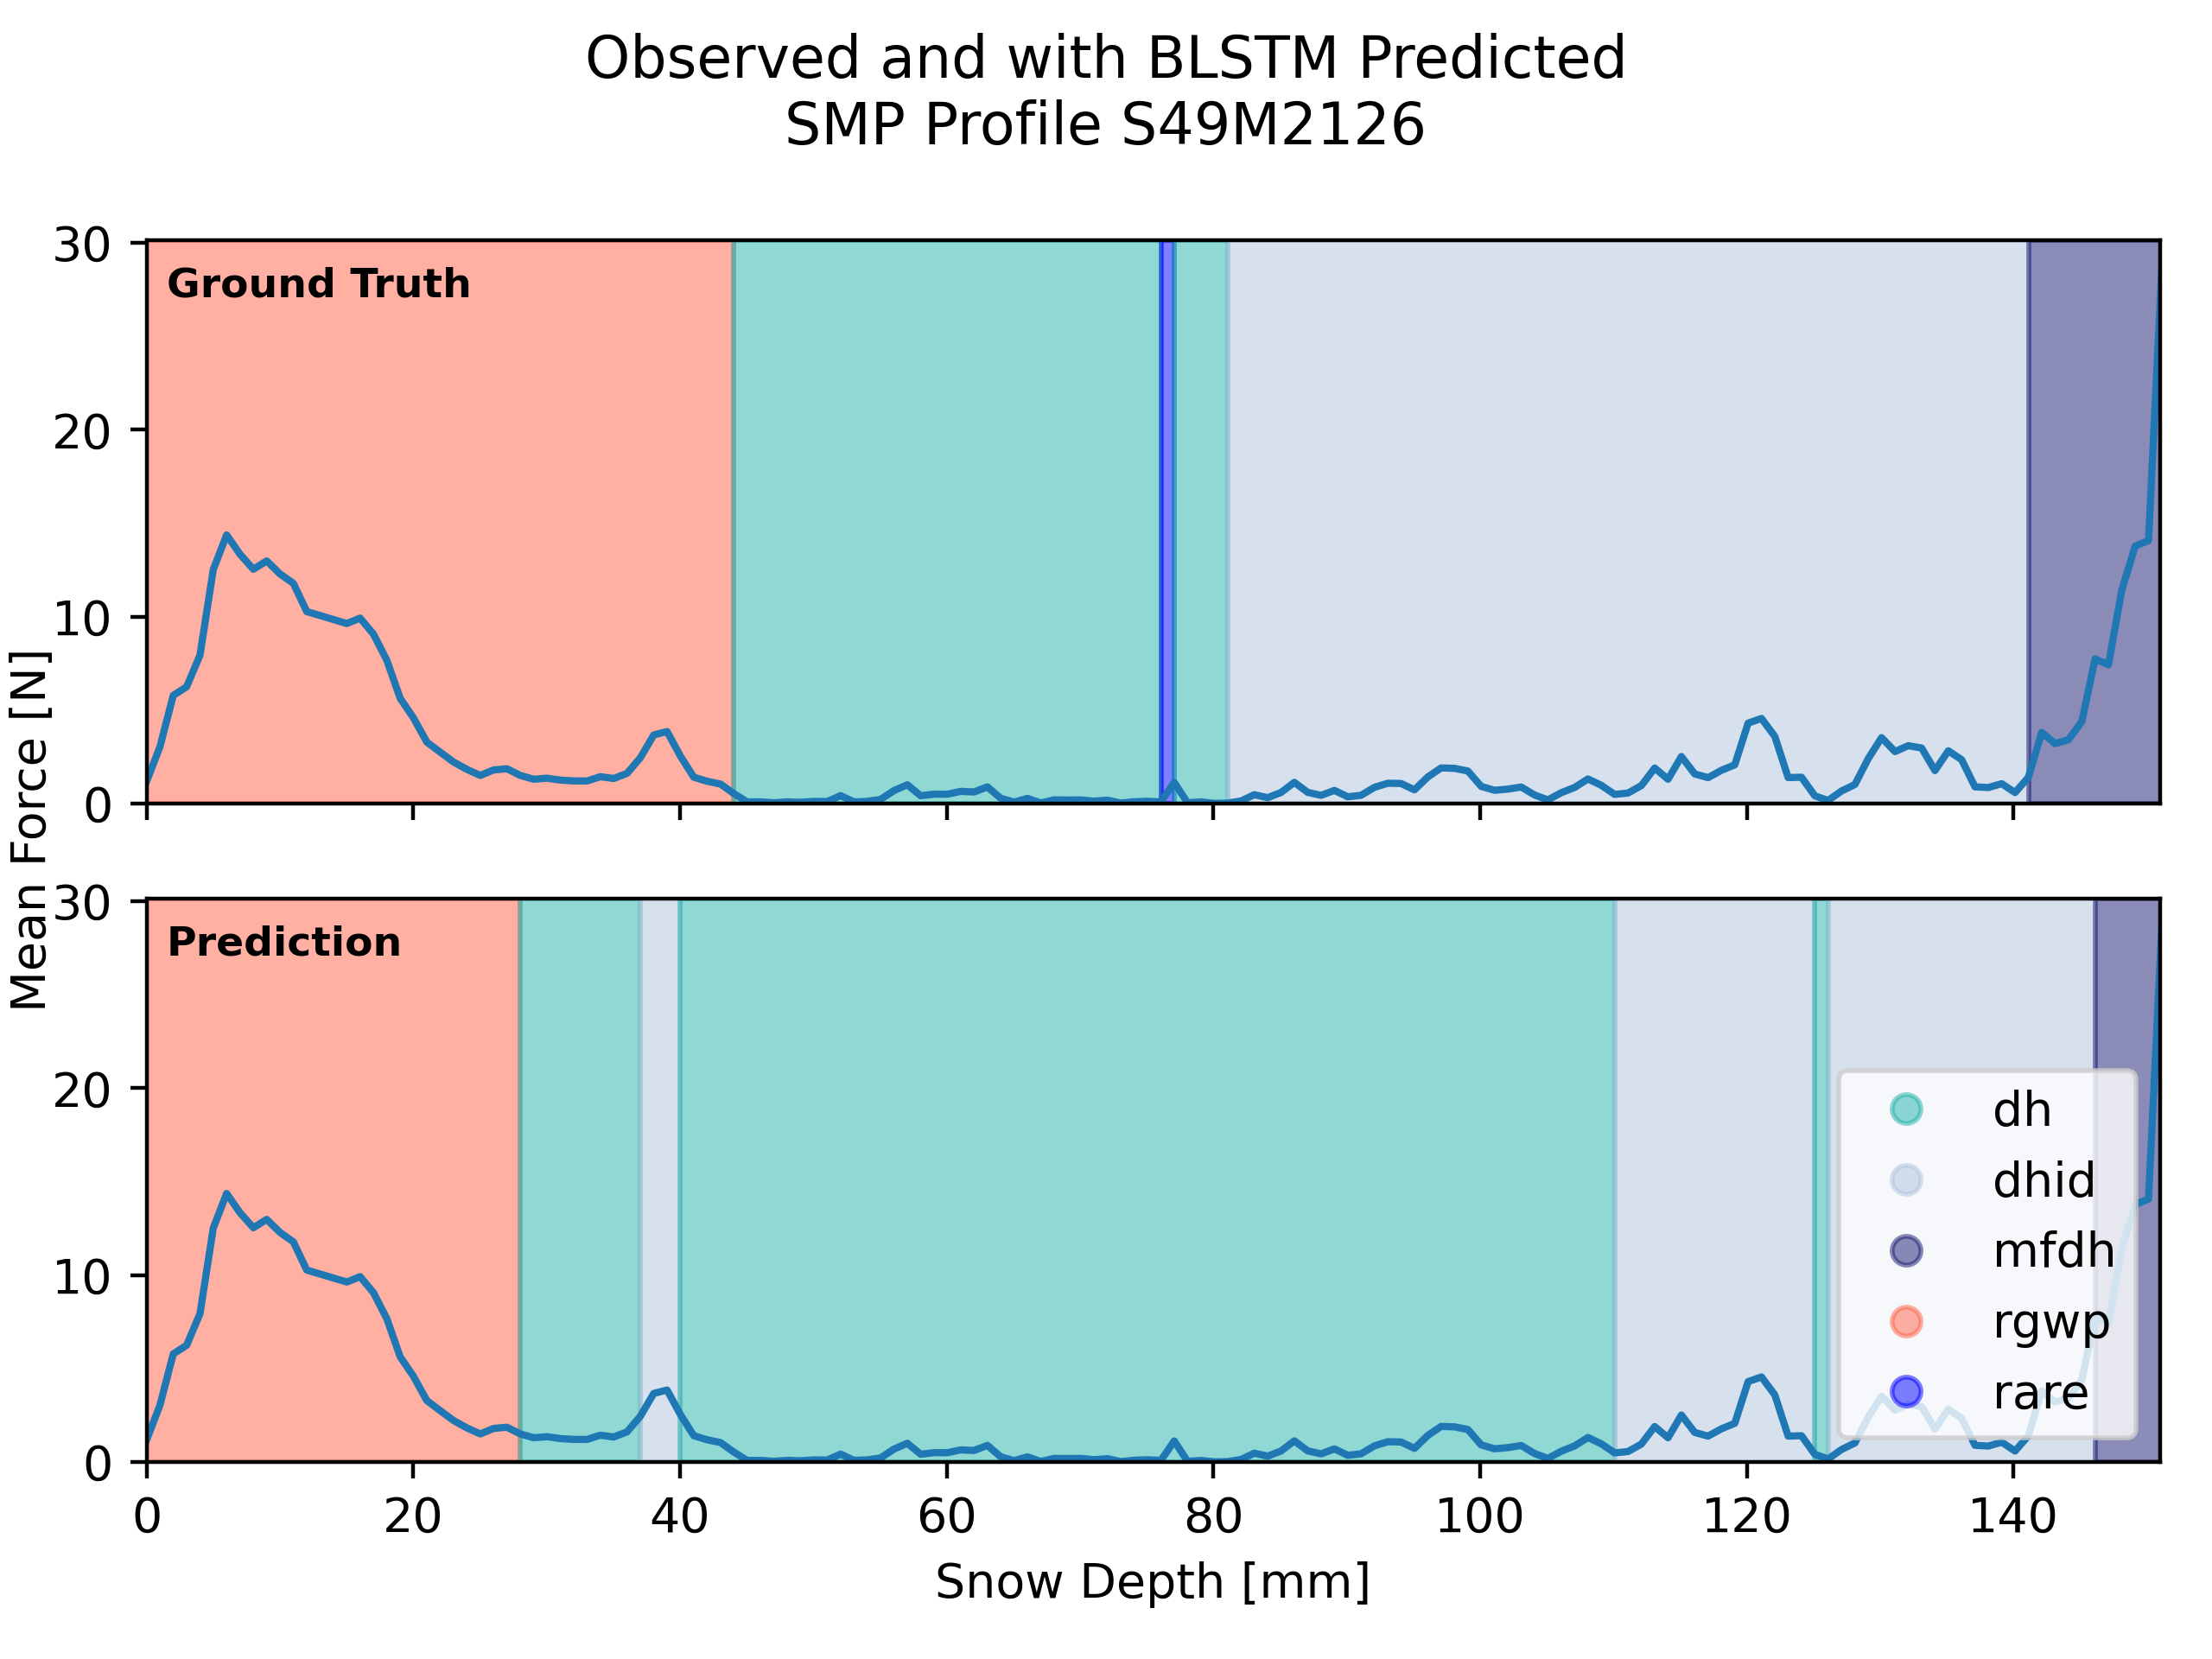 Observed and with BLSTM Predicted
SMP Profile S49M2126
Mean Force [N]
30
20
10
0
Ground Truth
30
20
10
0
Prediction
dh
dhid
mfdh
rgwp
rare
0 20 40 60 80 100 120 140
Snow Depth [mm]